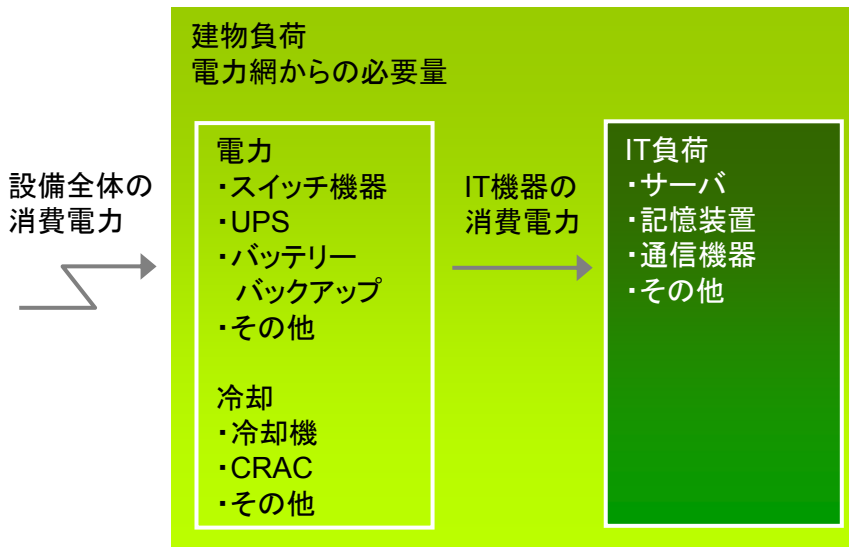 建物負荷
電力網からの必要量
設備全体の
消費電力
電力
・スイッチ機器
・UPS
・バッテリー
バックアップ
・その他
冷却
・冷却機
・CRAC
・その他
IT機器の
消費電力
IT負荷
・サーバ
・記憶装置
・通信機器
・その他